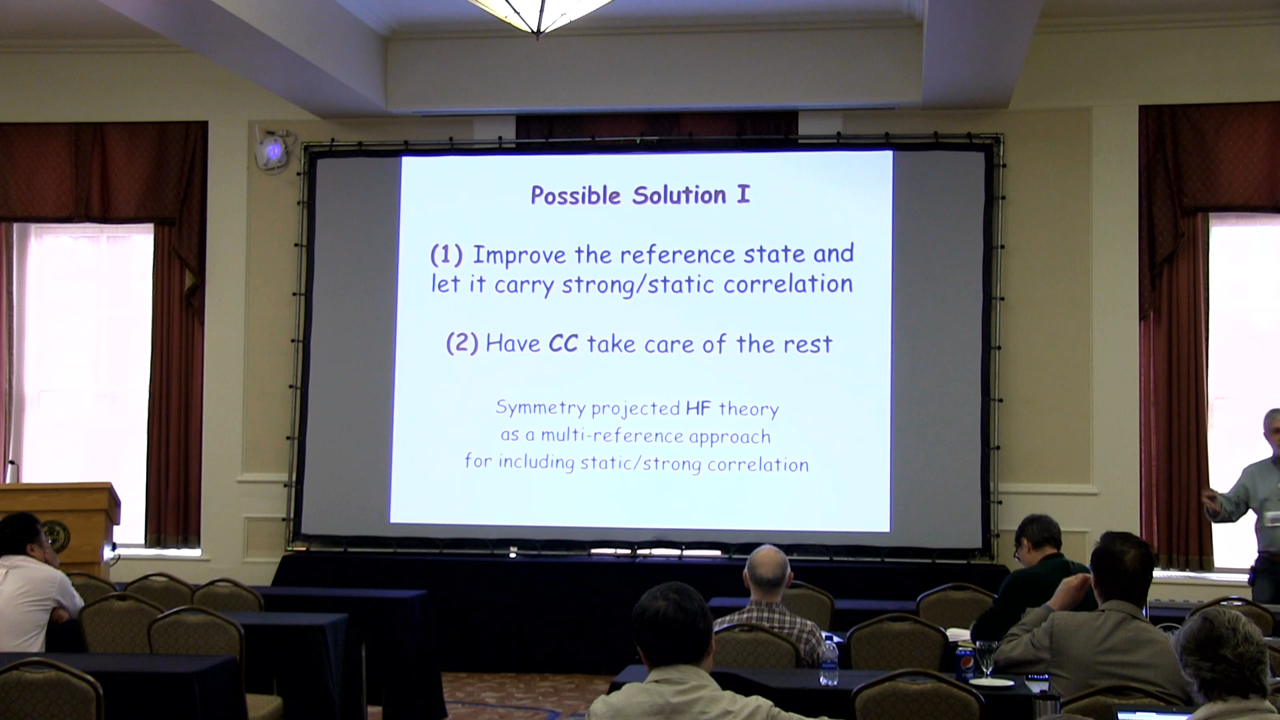 Possible Solution I
(1) Improve the reference state and
let it carry strong/static correlation
(2) Have CC take care of the rest
Symmetry projected HF theory
as a multi-reference approach
for including static/strong correlation